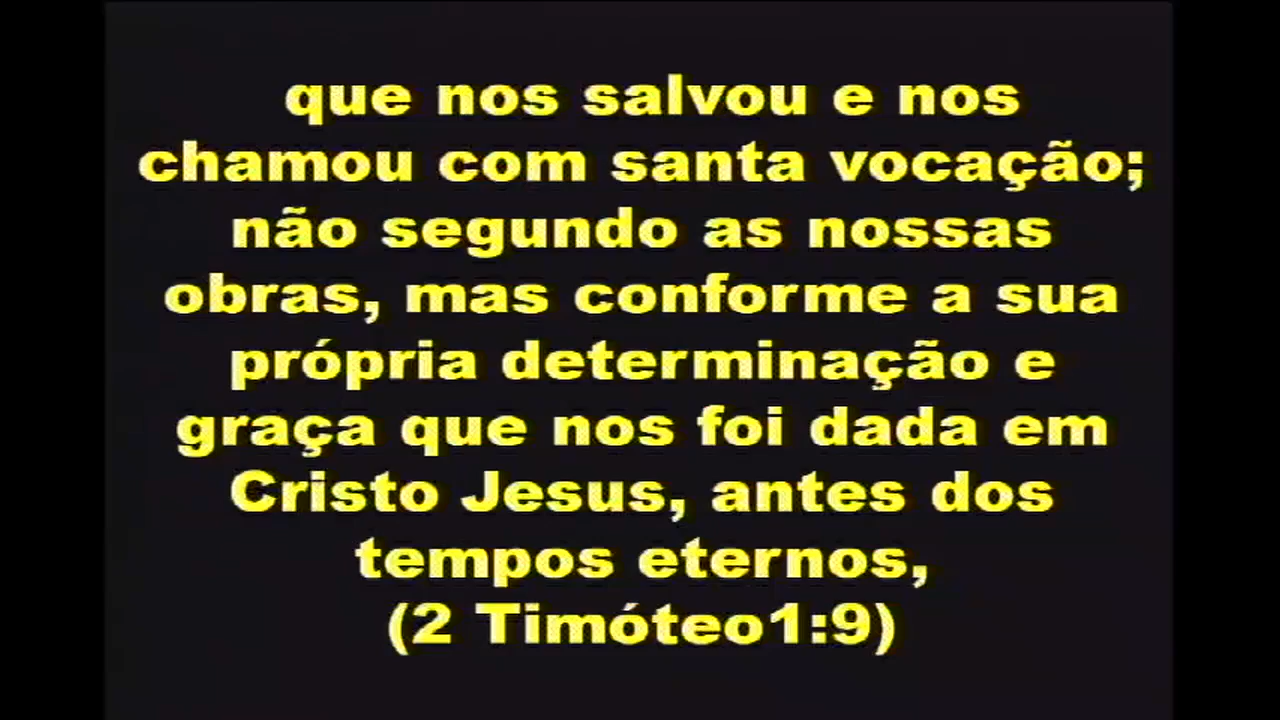 que nos salvou e nos
chamou com santa vocação;
não segundo as nossas
obras, mas conforme a sua
própria determinação e
graça que nos foi dada em
Cristo Jesus, antes dos
tempos eternos,
(2 Timóteo1:9)